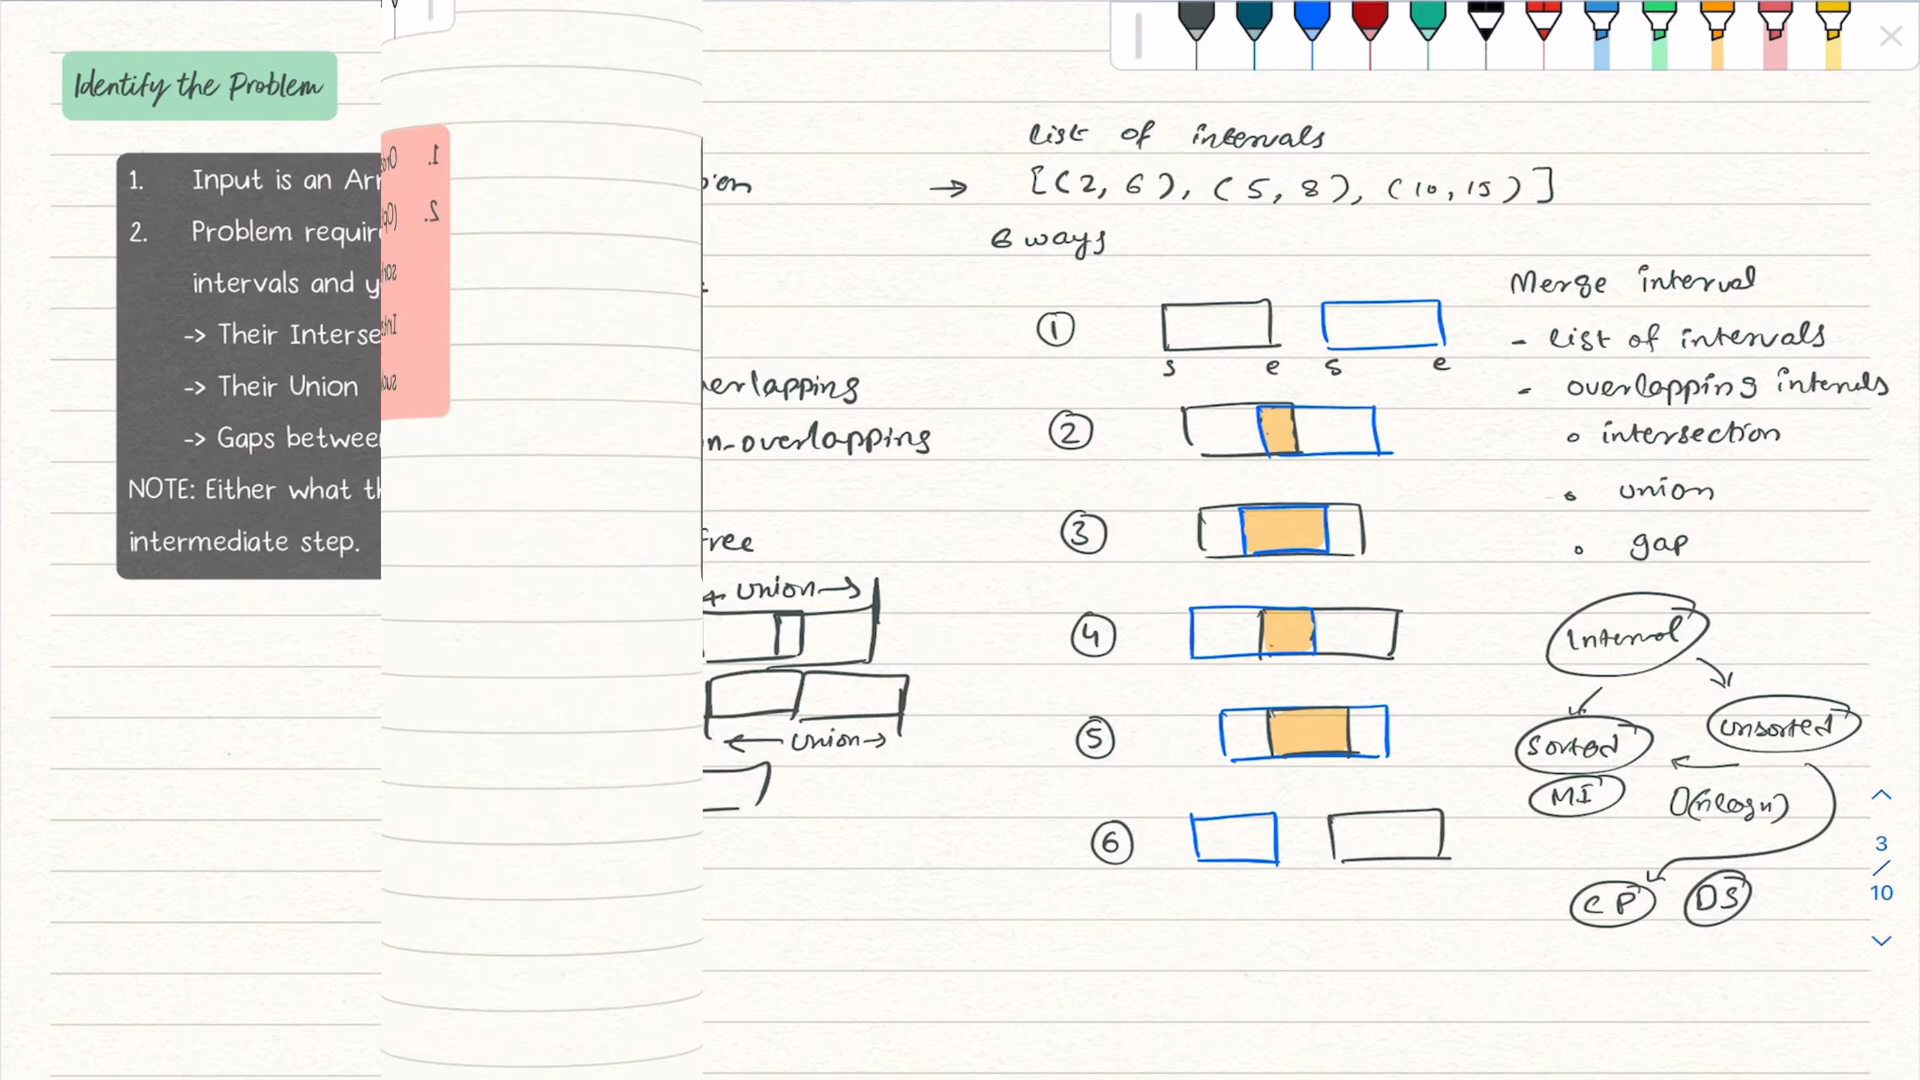 Identify the Problem
1. Input is an Arr
2. Problem requir
intervals and y
-> Their Interse
-> Their Union
-> Gaps betwee
NOTE: Either what th
intermediate step.
1.
2.
erlapping
n-overlapping
free
union
union
List of intervals
→ [(2, 6), (5, 8), (10, 15)]
6 ways
①
s e s e
②
③
④
⑤
⑥
Merge interval
- List of intervals
- overlapping intervals
o intersection
o union
o gap
Interval
Sorted
unsorted
MI
O(nlogn)
CP
DS
3
/
10